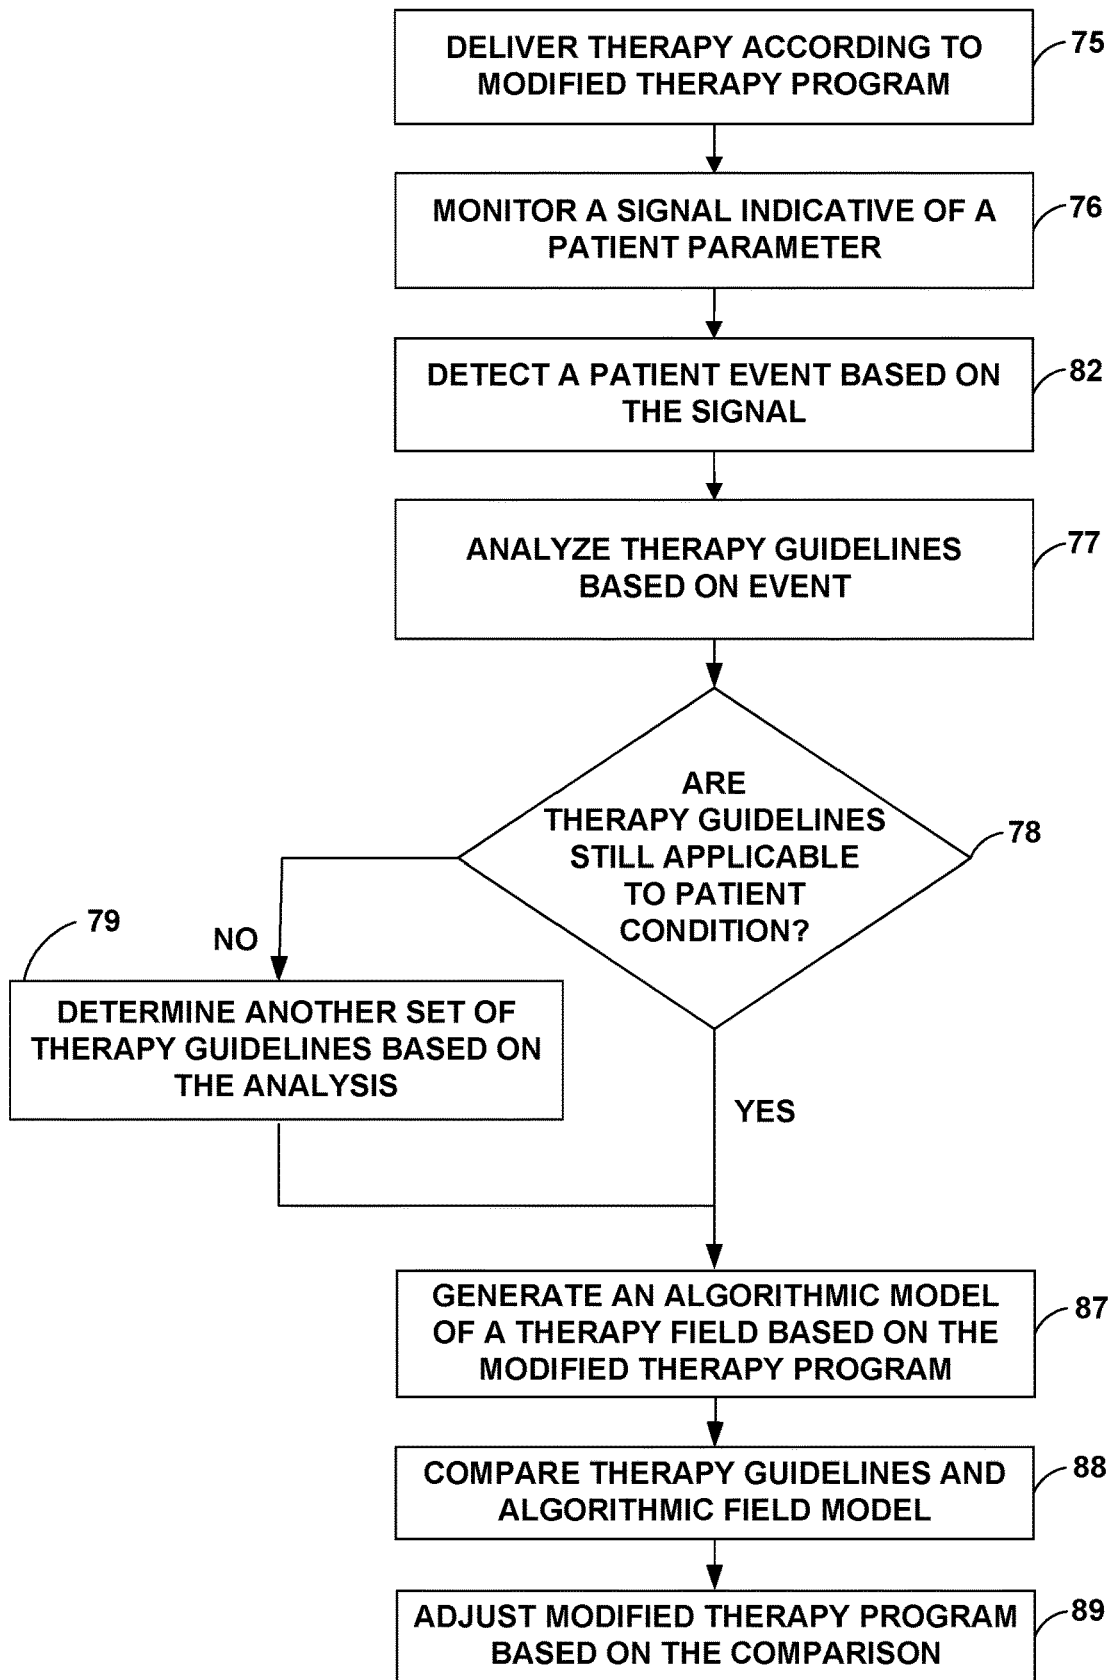 DELIVER THERAPY ACCORDING TO
MODIFIED THERAPY PROGRAM
75
MONITOR A SIGNAL INDICATIVE OF A
PATIENT PARAMETER
76
DETECT A PATIENT EVENT BASED ON
THE SIGNAL
82
ANALYZE THERAPY GUIDELINES
BASED ON EVENT
77
ARE
THERAPY GUIDELINES
STILL APPLICABLE
TO PATIENT
CONDITION?
78
79
NO
DETERMINE ANOTHER SET OF
THERAPY GUIDELINES BASED ON
THE ANALYSIS
YES
GENERATE AN ALGORITHMIC MODEL
OF A THERAPY FIELD BASED ON THE
MODIFIED THERAPY PROGRAM
87
COMPARE THERAPY GUIDELINES AND
ALGORITHMIC FIELD MODEL
88
ADJUST MODIFIED THERAPY PROGRAM
BASED ON THE COMPARISON
89